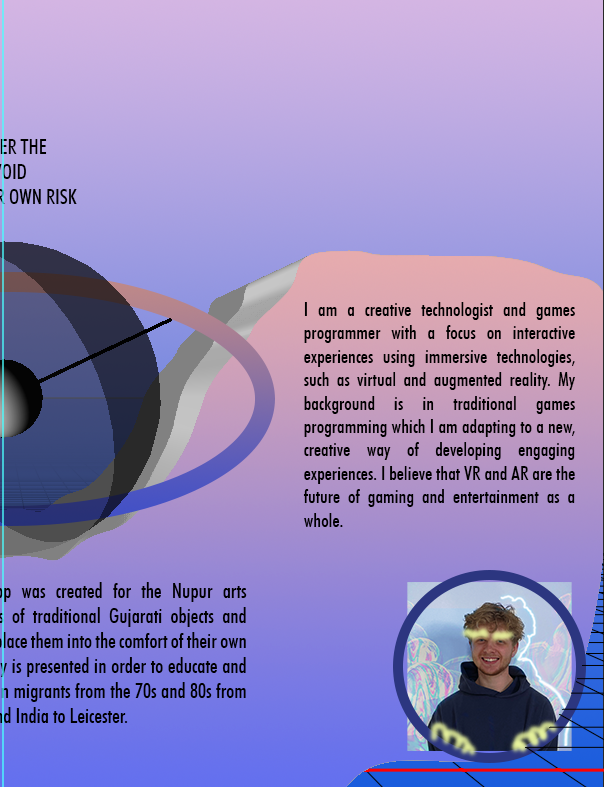 ER THE
VOID
R OWN RISK
I am a creative technologist and games
programmer with a focus on interactive
experiences using immersive technologies,
such as virtual and augmented reality. My
background is in traditional games
programming which I am adapting to a new,
creative way of developing engaging
experiences. I believe that VR and AR are the
future of gaming and entertainment as a
whole.
pp was created for the Nupur arts
s of traditional Gujarati objects and
place them into the comfort of their own
y is presented in order to educate and
n migrants from the 70s and 80s from
nd India to Leicester.